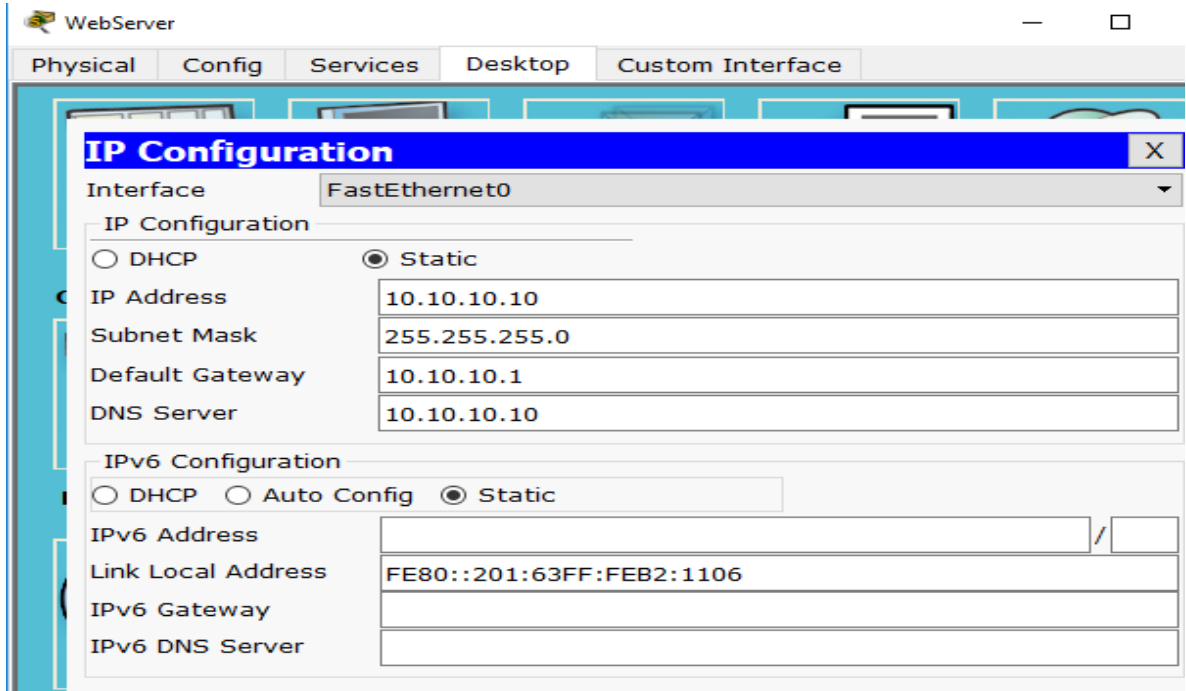 WebServer
Physical Config Services Desktop Custom Interface
IP Configuration X
Interface FastEthernet0
IP Configuration
DHCP Static
IP Address 10.10.10.10
Subnet Mask 255.255.255.0
Default Gateway 10.10.10.1
DNS Server 10.10.10.10
IPv6 Configuration
DHCP Auto Config Static
IPv6 Address /
Link Local Address FE80::201:63FF:FEB2:1106
IPv6 Gateway
IPv6 DNS Server